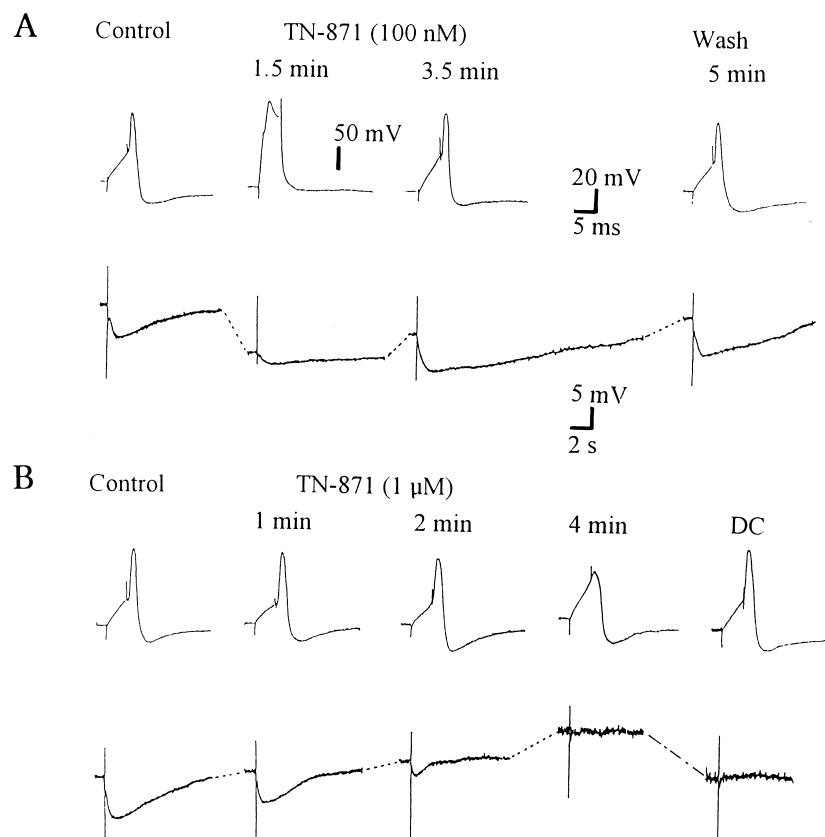 A
Control
TN-871 (100 nM)
Wash
1.5 min
3.5 min
5 min
50 mV
20 mV
5 ms
5 mV
2 s
B
Control
TN-871 (1 μM)
1 min
2 min
4 min
DC